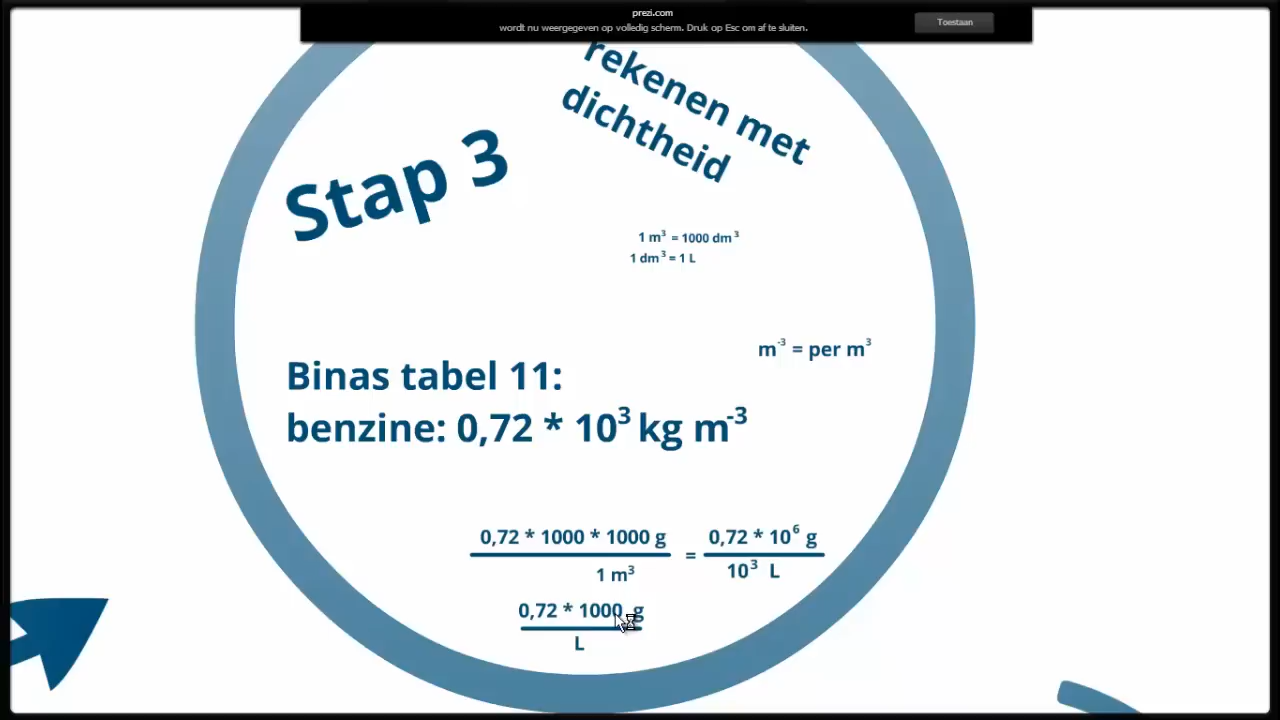 prezi.com
wordt nu weergegeven op volledig scherm. Druk op Esc om af te sluiten.
Toestaan
rekenen met
dichtheid
Stap 3
1 m³ = 1000 dm³
1 dm³ = 1 L
m⁻³ = per m³
Binas tabel 11:
benzine: 0,72 * 10³ kg m⁻³
0,72 * 1000 * 1000 g
1 m³
=
0,72 * 10⁶ g
10³ L
0,72 * 1000 g
L